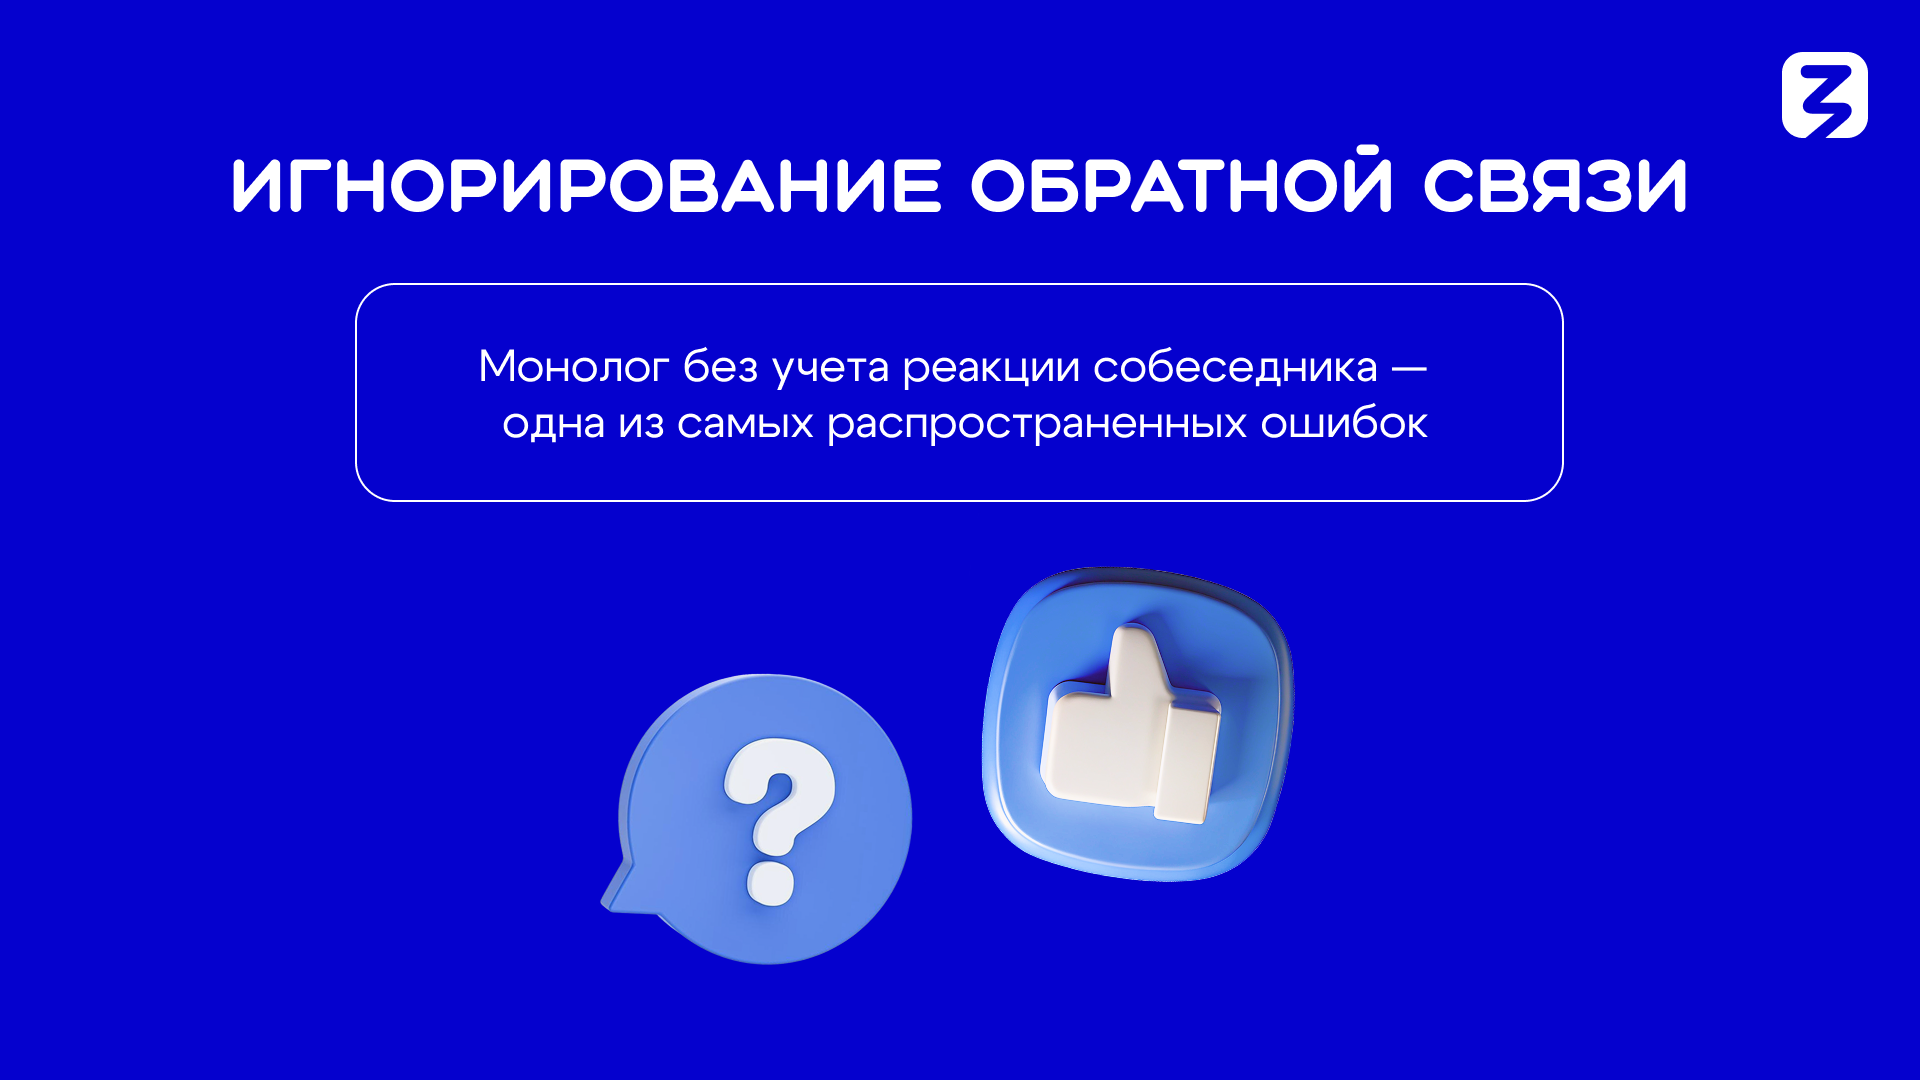 ИГНОРИРОВАНИЕ ОБРАТНОЙ СВЯЗИ
Монолог без учета реакции собеседника —
одна из самых распространенных ошибок
?